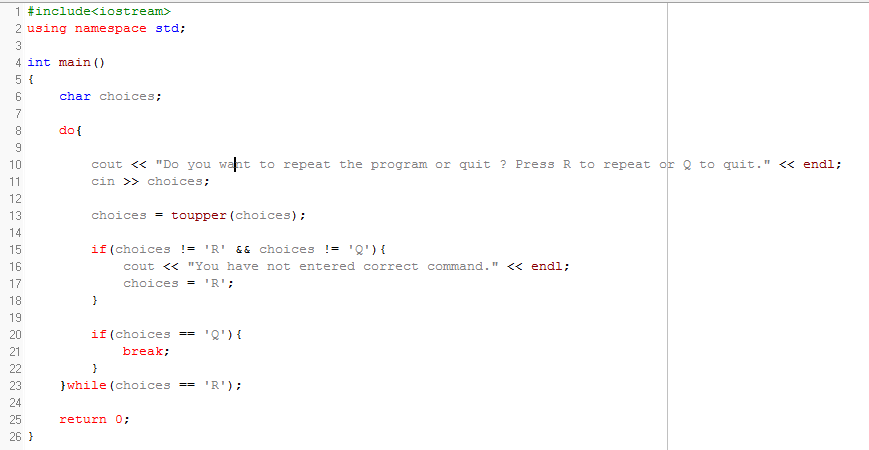 1 #include<iostream>
2 using namespace std;
3
4 int main()
5 {
6 char choices;
7
8 do{
9
10 cout << "Do you want to repeat the program or quit ? Press R to repeat or Q to quit." << endl;
11 cin >> choices;
12
13 choices = toupper(choices);
14
15 if(choices != 'R' && choices != 'Q'){
16 cout << "You have not entered correct command." << endl;
17 choices = 'R';
18 }
19
20 if(choices == 'Q'){
21 break;
22 }
23 }while(choices == 'R');
24
25 return 0;
26 }